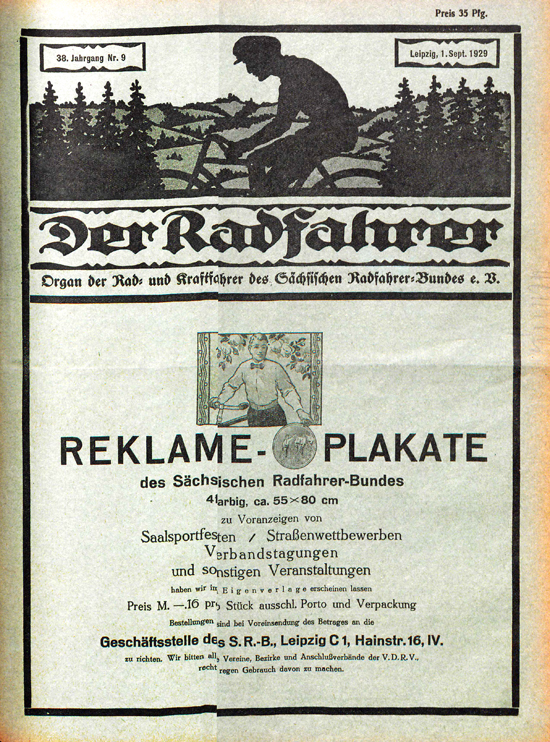 Preis 35 Pfg.
38. Jahrgang Nr. 9
Leipzig, 1. Sept. 1929
Der Radfahrer
Organ der Rad- und Kraftfahrer des Sächsischen Radfahrer-Bundes e. V.
REKLAME-PLAKATE
des Sächsischen Radfahrer-Bundes
4farbig, ca. 55×80 cm
zu Voranzeigen von
Saalsportfesten / Straßenwettbewerben
Verbandstagungen
und sonstigen Veranstaltungen
haben wir im Eigenverlage erscheinen lassen
Preis M. —.16 pro Stück ausschl. Porto und Verpackung
Bestellungen sind bei Voreinsendung des Betrages an die
Geschäftsstelle des S. R.-B., Leipzig C 1, Hainstr. 16, IV.
zu richten. Wir bitten alle Vereine, Bezirke und Anschlußverbände der V. D. R. V.,
recht regen Gebrauch davon zu machen.